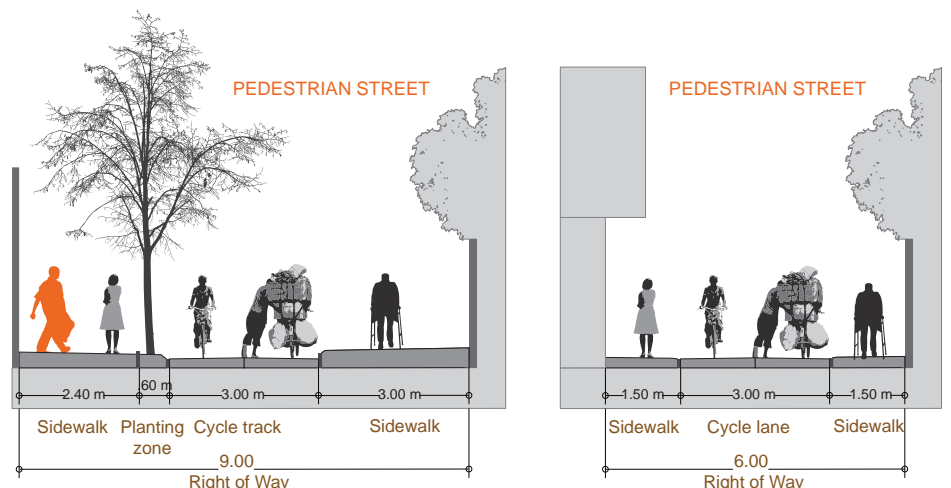 PEDESTRIAN STREET
2.40 m
.60 m
3.00 m
3.00 m
Sidewalk
Planting
zone
Cycle track
Sidewalk
9.00
Right of Way
PEDESTRIAN STREET
1.50 m
3.00 m
1.50 m
Sidewalk
Cycle lane
Sidewalk
6.00
Right of Way